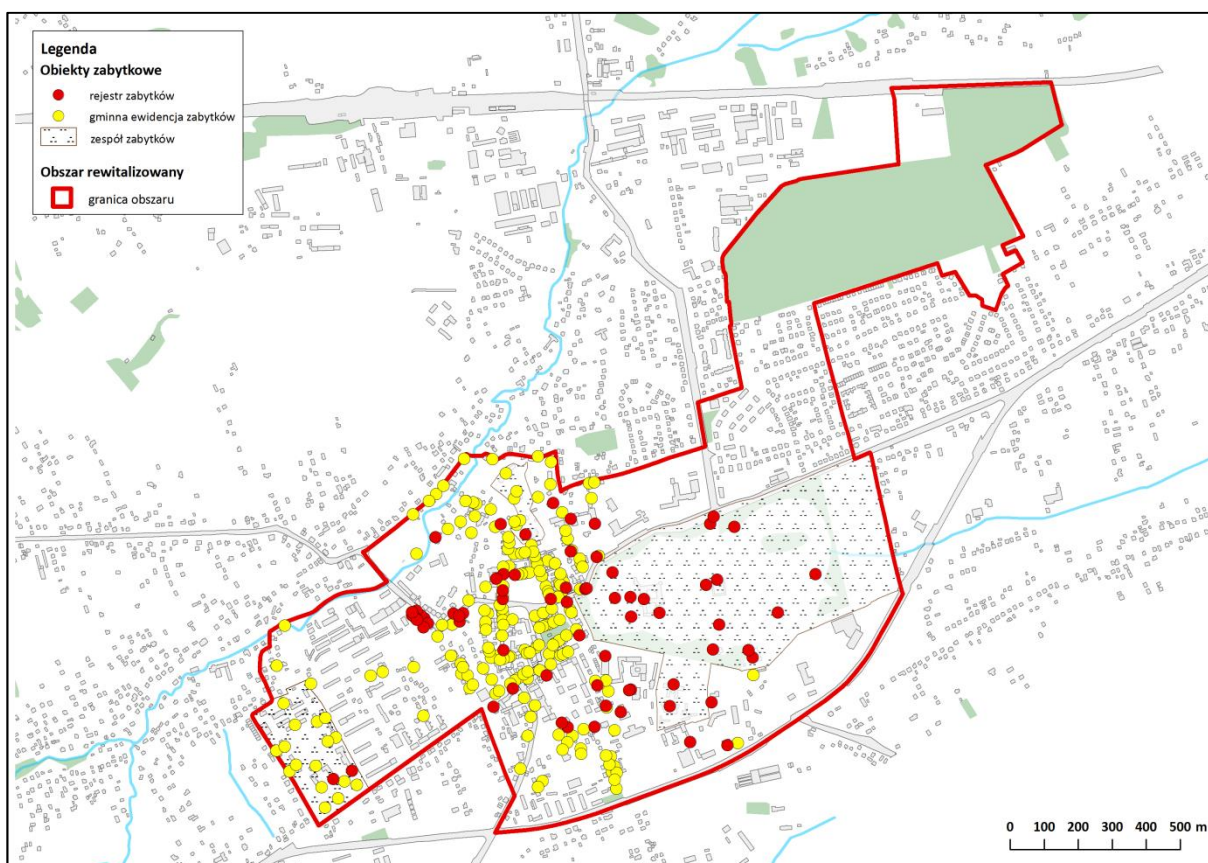 Legenda
Obiekty zabytkowe
rejestr zabytków
gminna ewidencja zabytków
zespół zabytków
Obszar rewitalizowany
granica obszaru
0 100 200 300 400 500 m